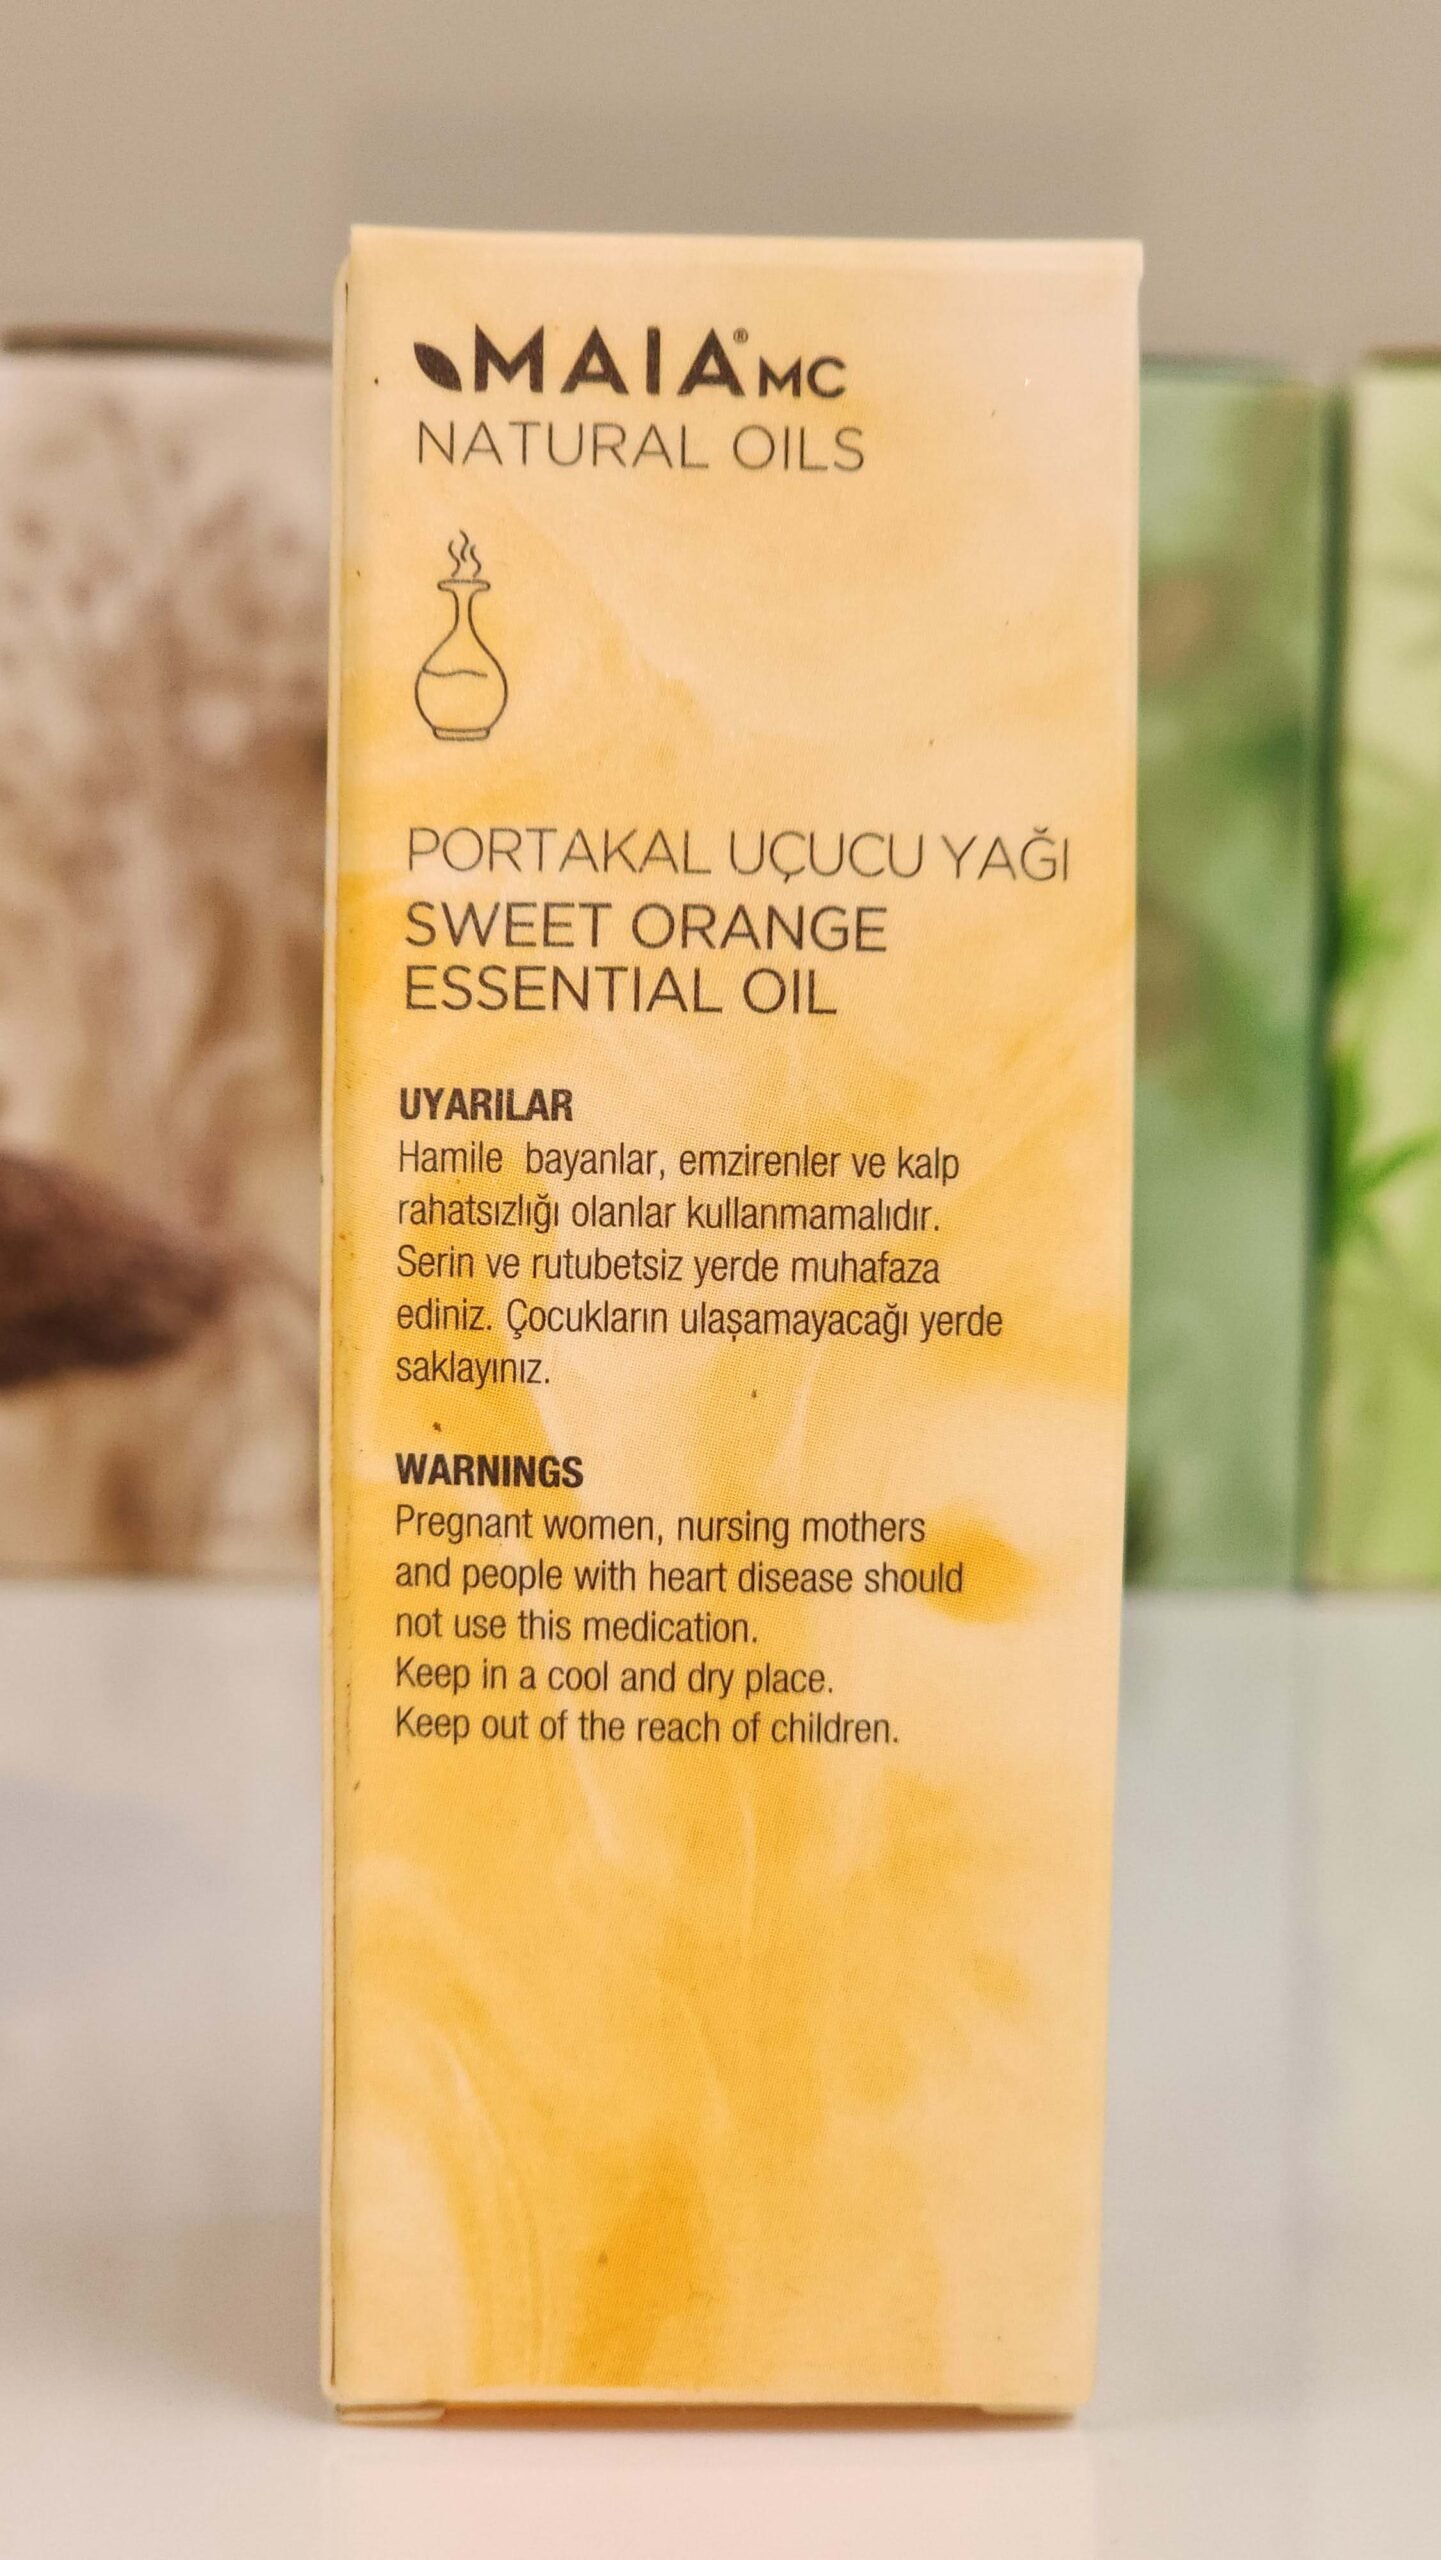 MAIA® MC
NATURAL OILS
PORTAKAL UÇUCU YAĞI
SWEET ORANGE
ESSENTIAL OIL
UYARILAR
Hamile bayanlar, emzirenler ve kalp
rahatsızlığı olanlar kullanmamalıdır.
Serin ve rutubetsiz yerde muhafaza
ediniz. Çocukların ulaşamayacağı yerde
saklayınız.
WARNINGS
Pregnant women, nursing mothers
and people with heart disease should
not use this medication.
Keep in a cool and dry place.
Keep out of the reach of children.